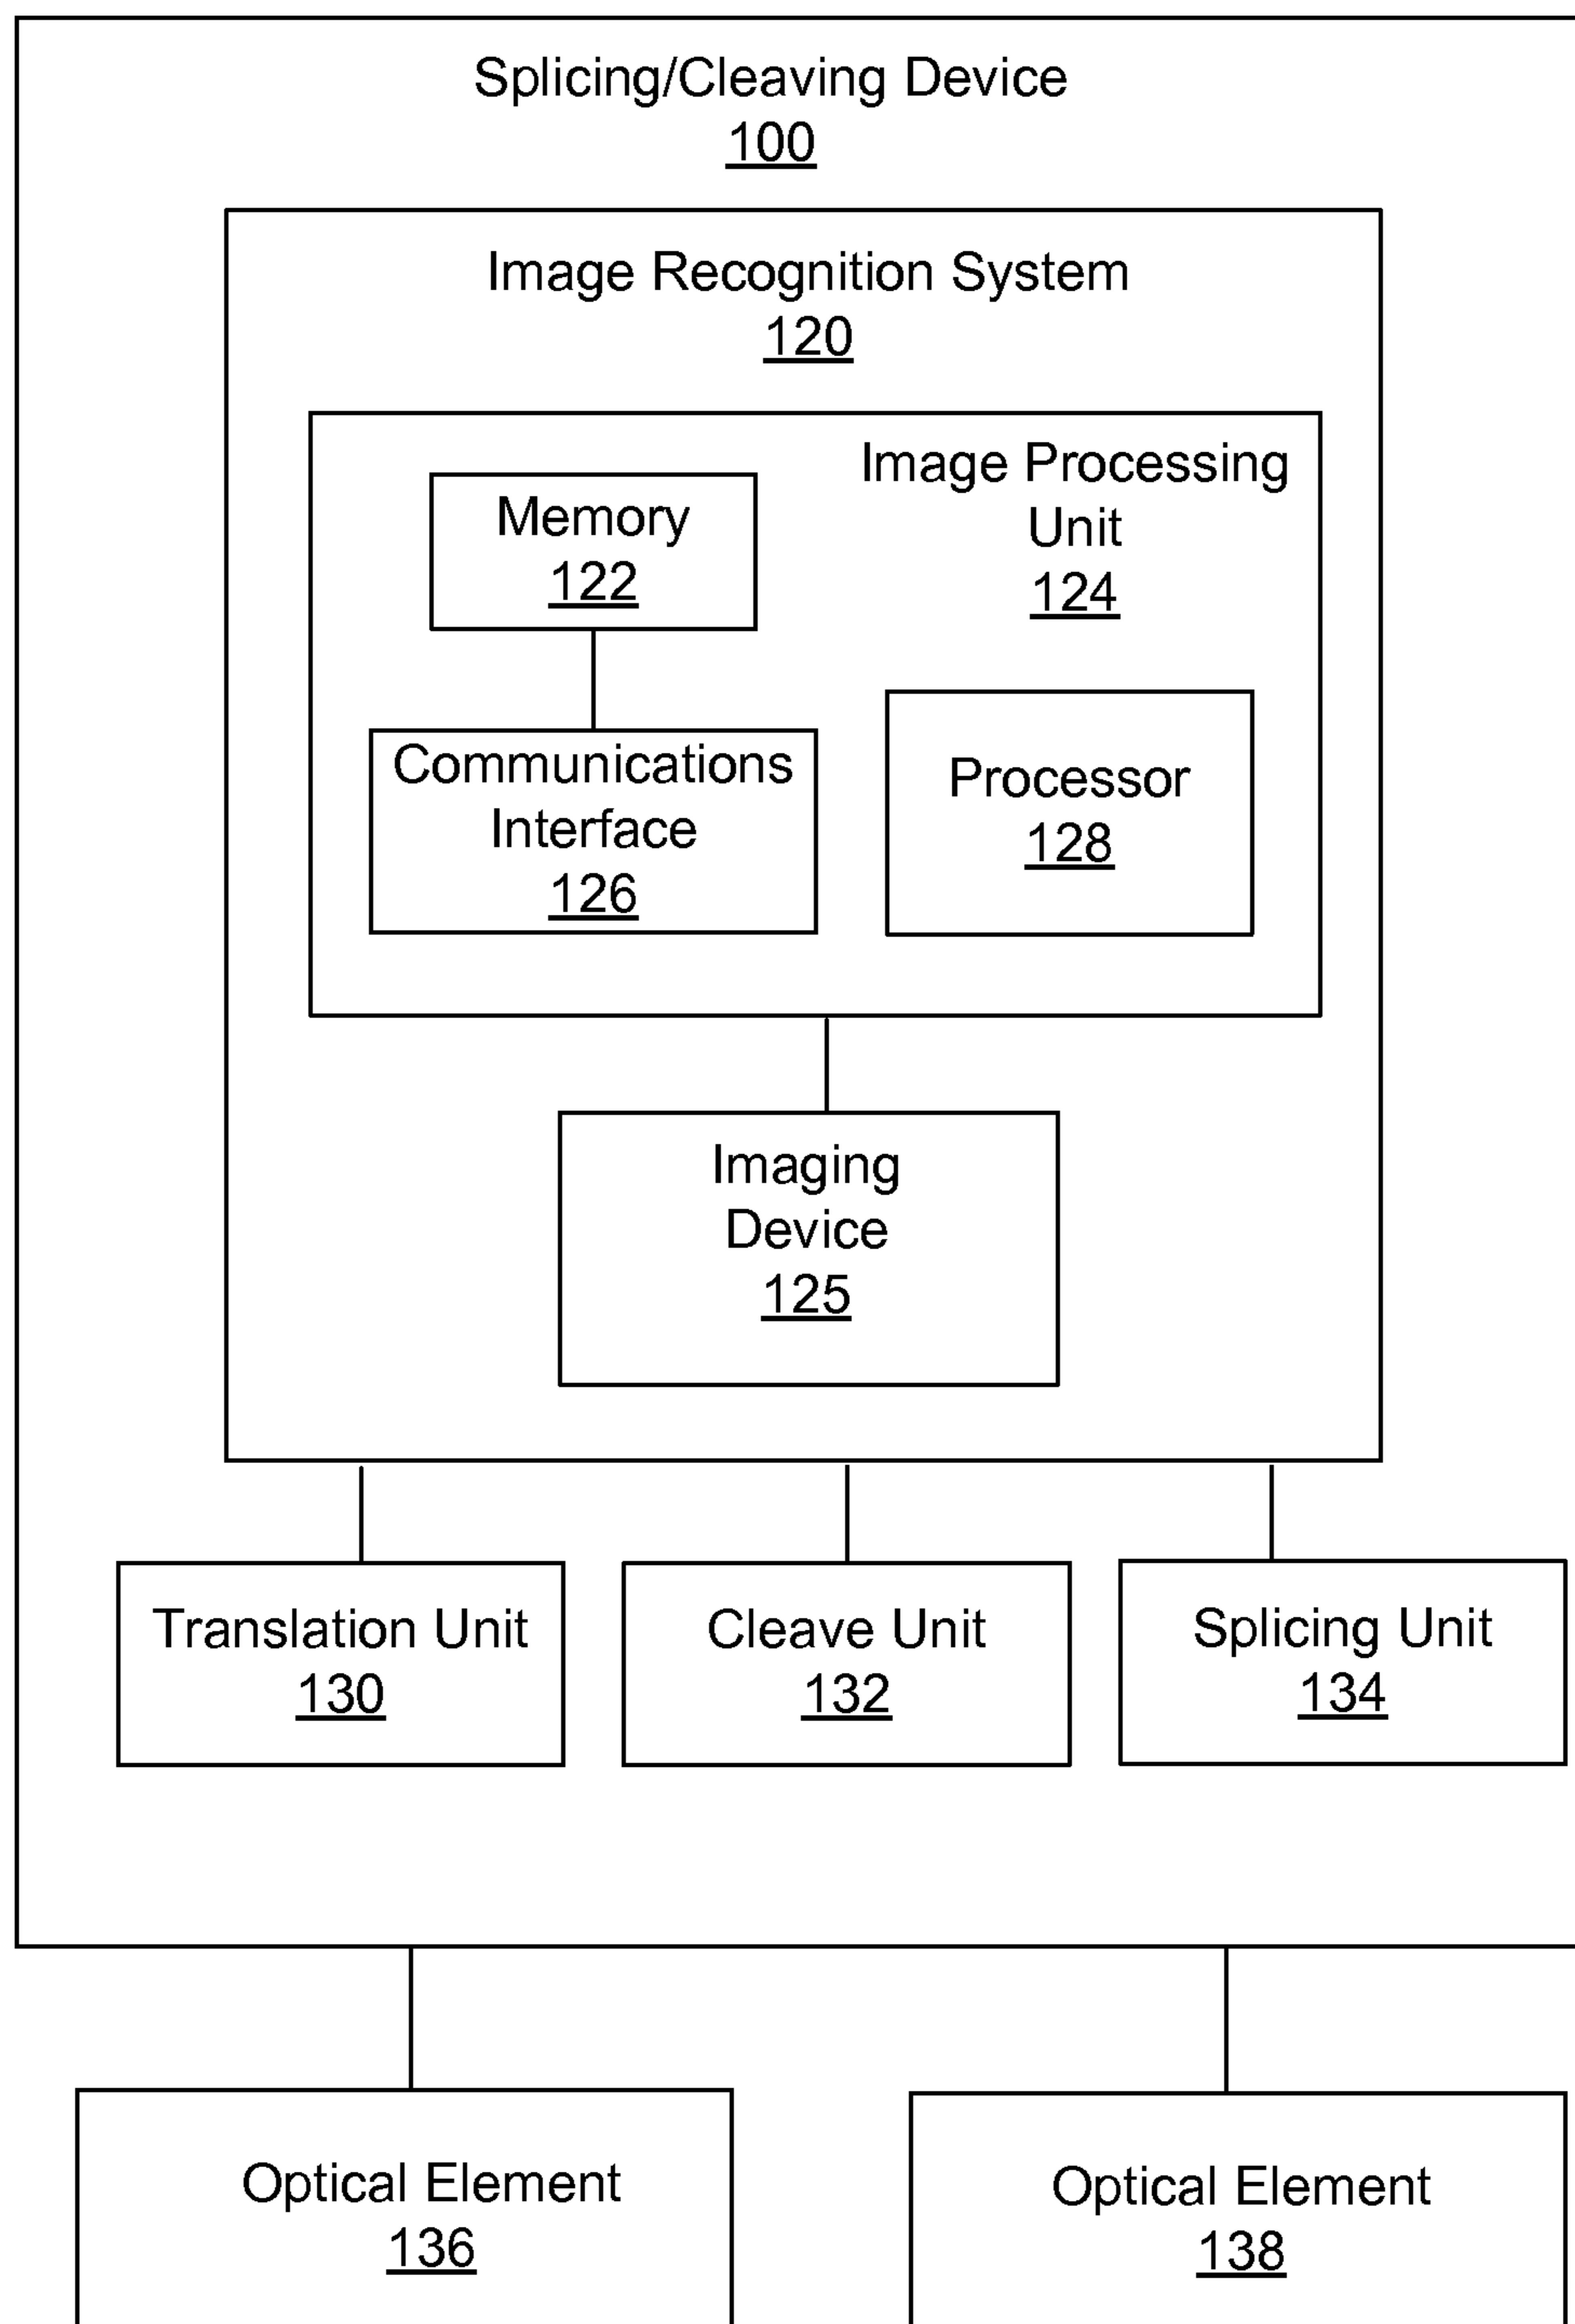 Splicing/Cleaving Device
100
Image Recognition System
120
Memory
122
Image Processing
Unit
124
Communications
Interface
126
Processor
128
Imaging
Device
125
Translation Unit
130
Cleave Unit
132
Splicing Unit
134
Optical Element
136
Optical Element
138